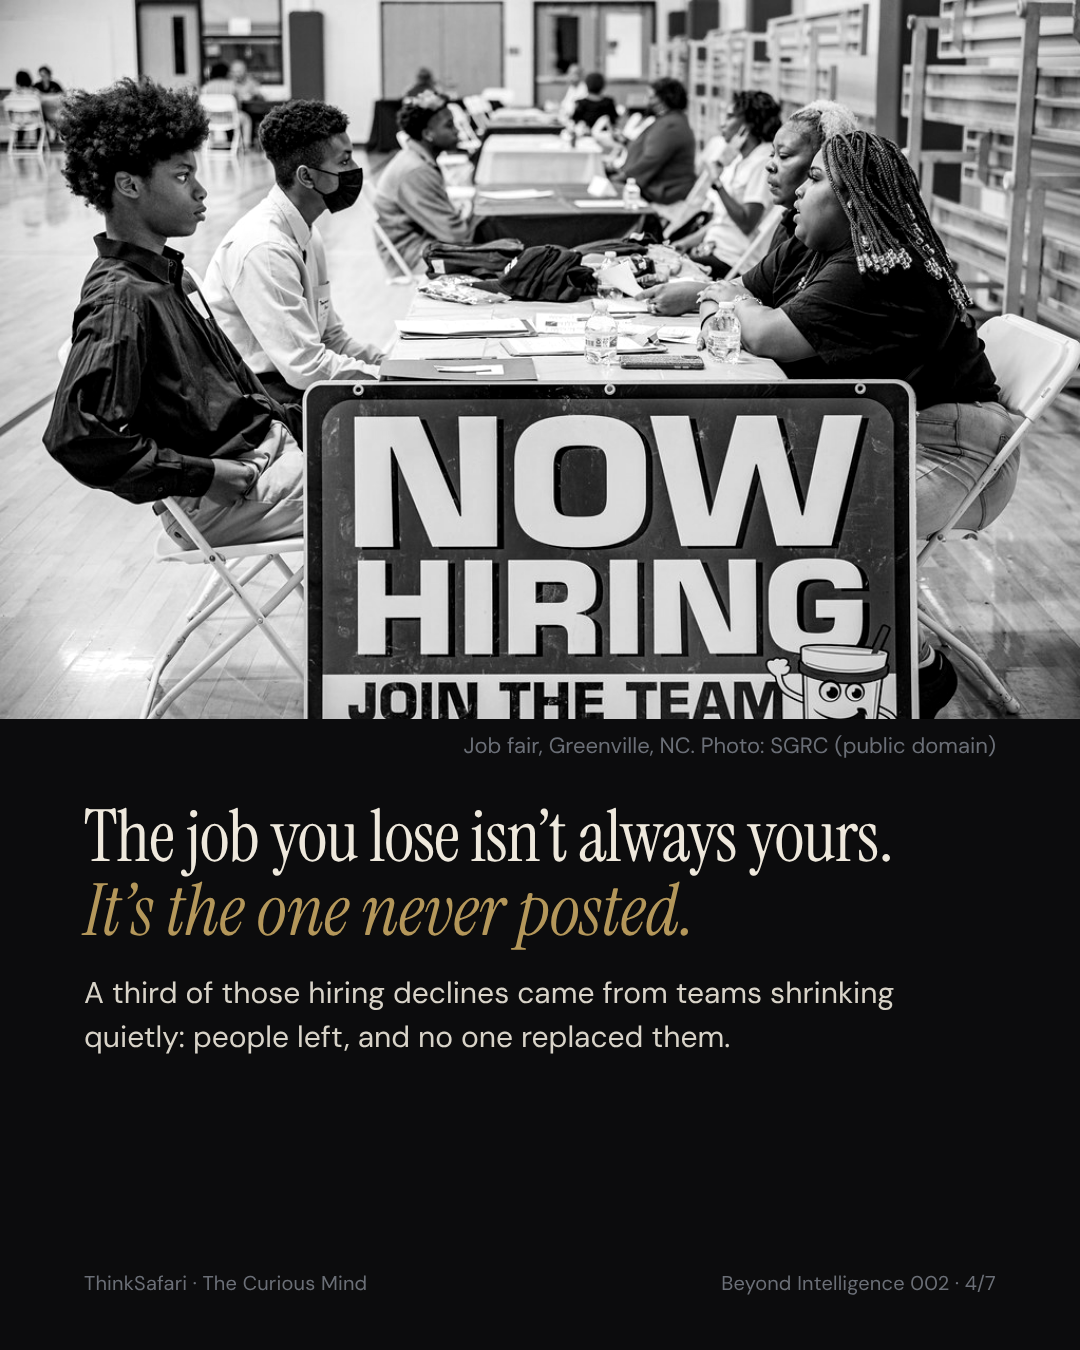 NOW
HIRING
JOIN THE TEAM
Job fair, Greenville, NC. Photo: SGRC (public domain)
The job you lose isn’t always yours.
It’s the one never posted.
A third of those hiring declines came from teams shrinking
quietly: people left, and no one replaced them.
ThinkSafari · The Curious Mind
Beyond Intelligence 002 · 4/7